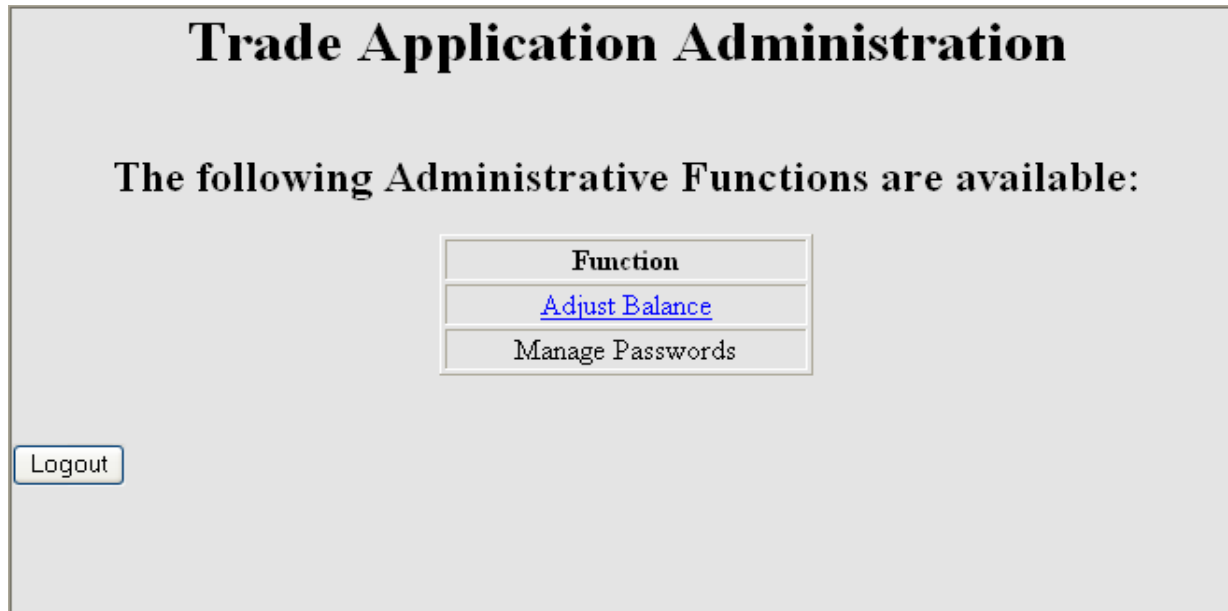 Trade Application Administration
The following Administrative Functions are available:
Function
Adjust Balance
Manage Passwords
Logout